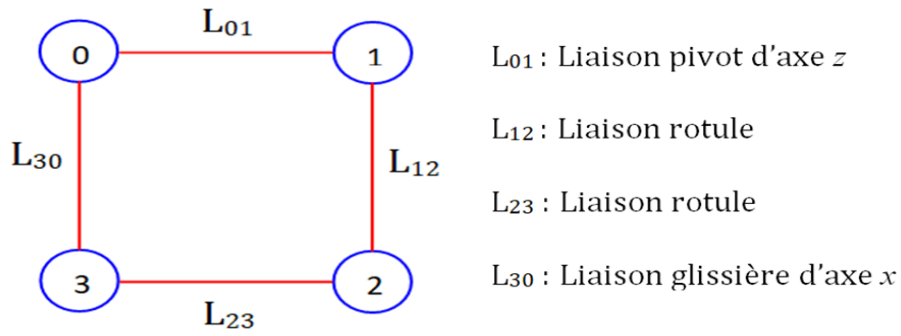 L₀₁
0
1
L₃₀
L₁₂
3
2
L₂₃
L₀₁ : Liaison pivot d'axe z
L₁₂ : Liaison rotule
L₂₃ : Liaison rotule
L₃₀ : Liaison glissière d'axe x